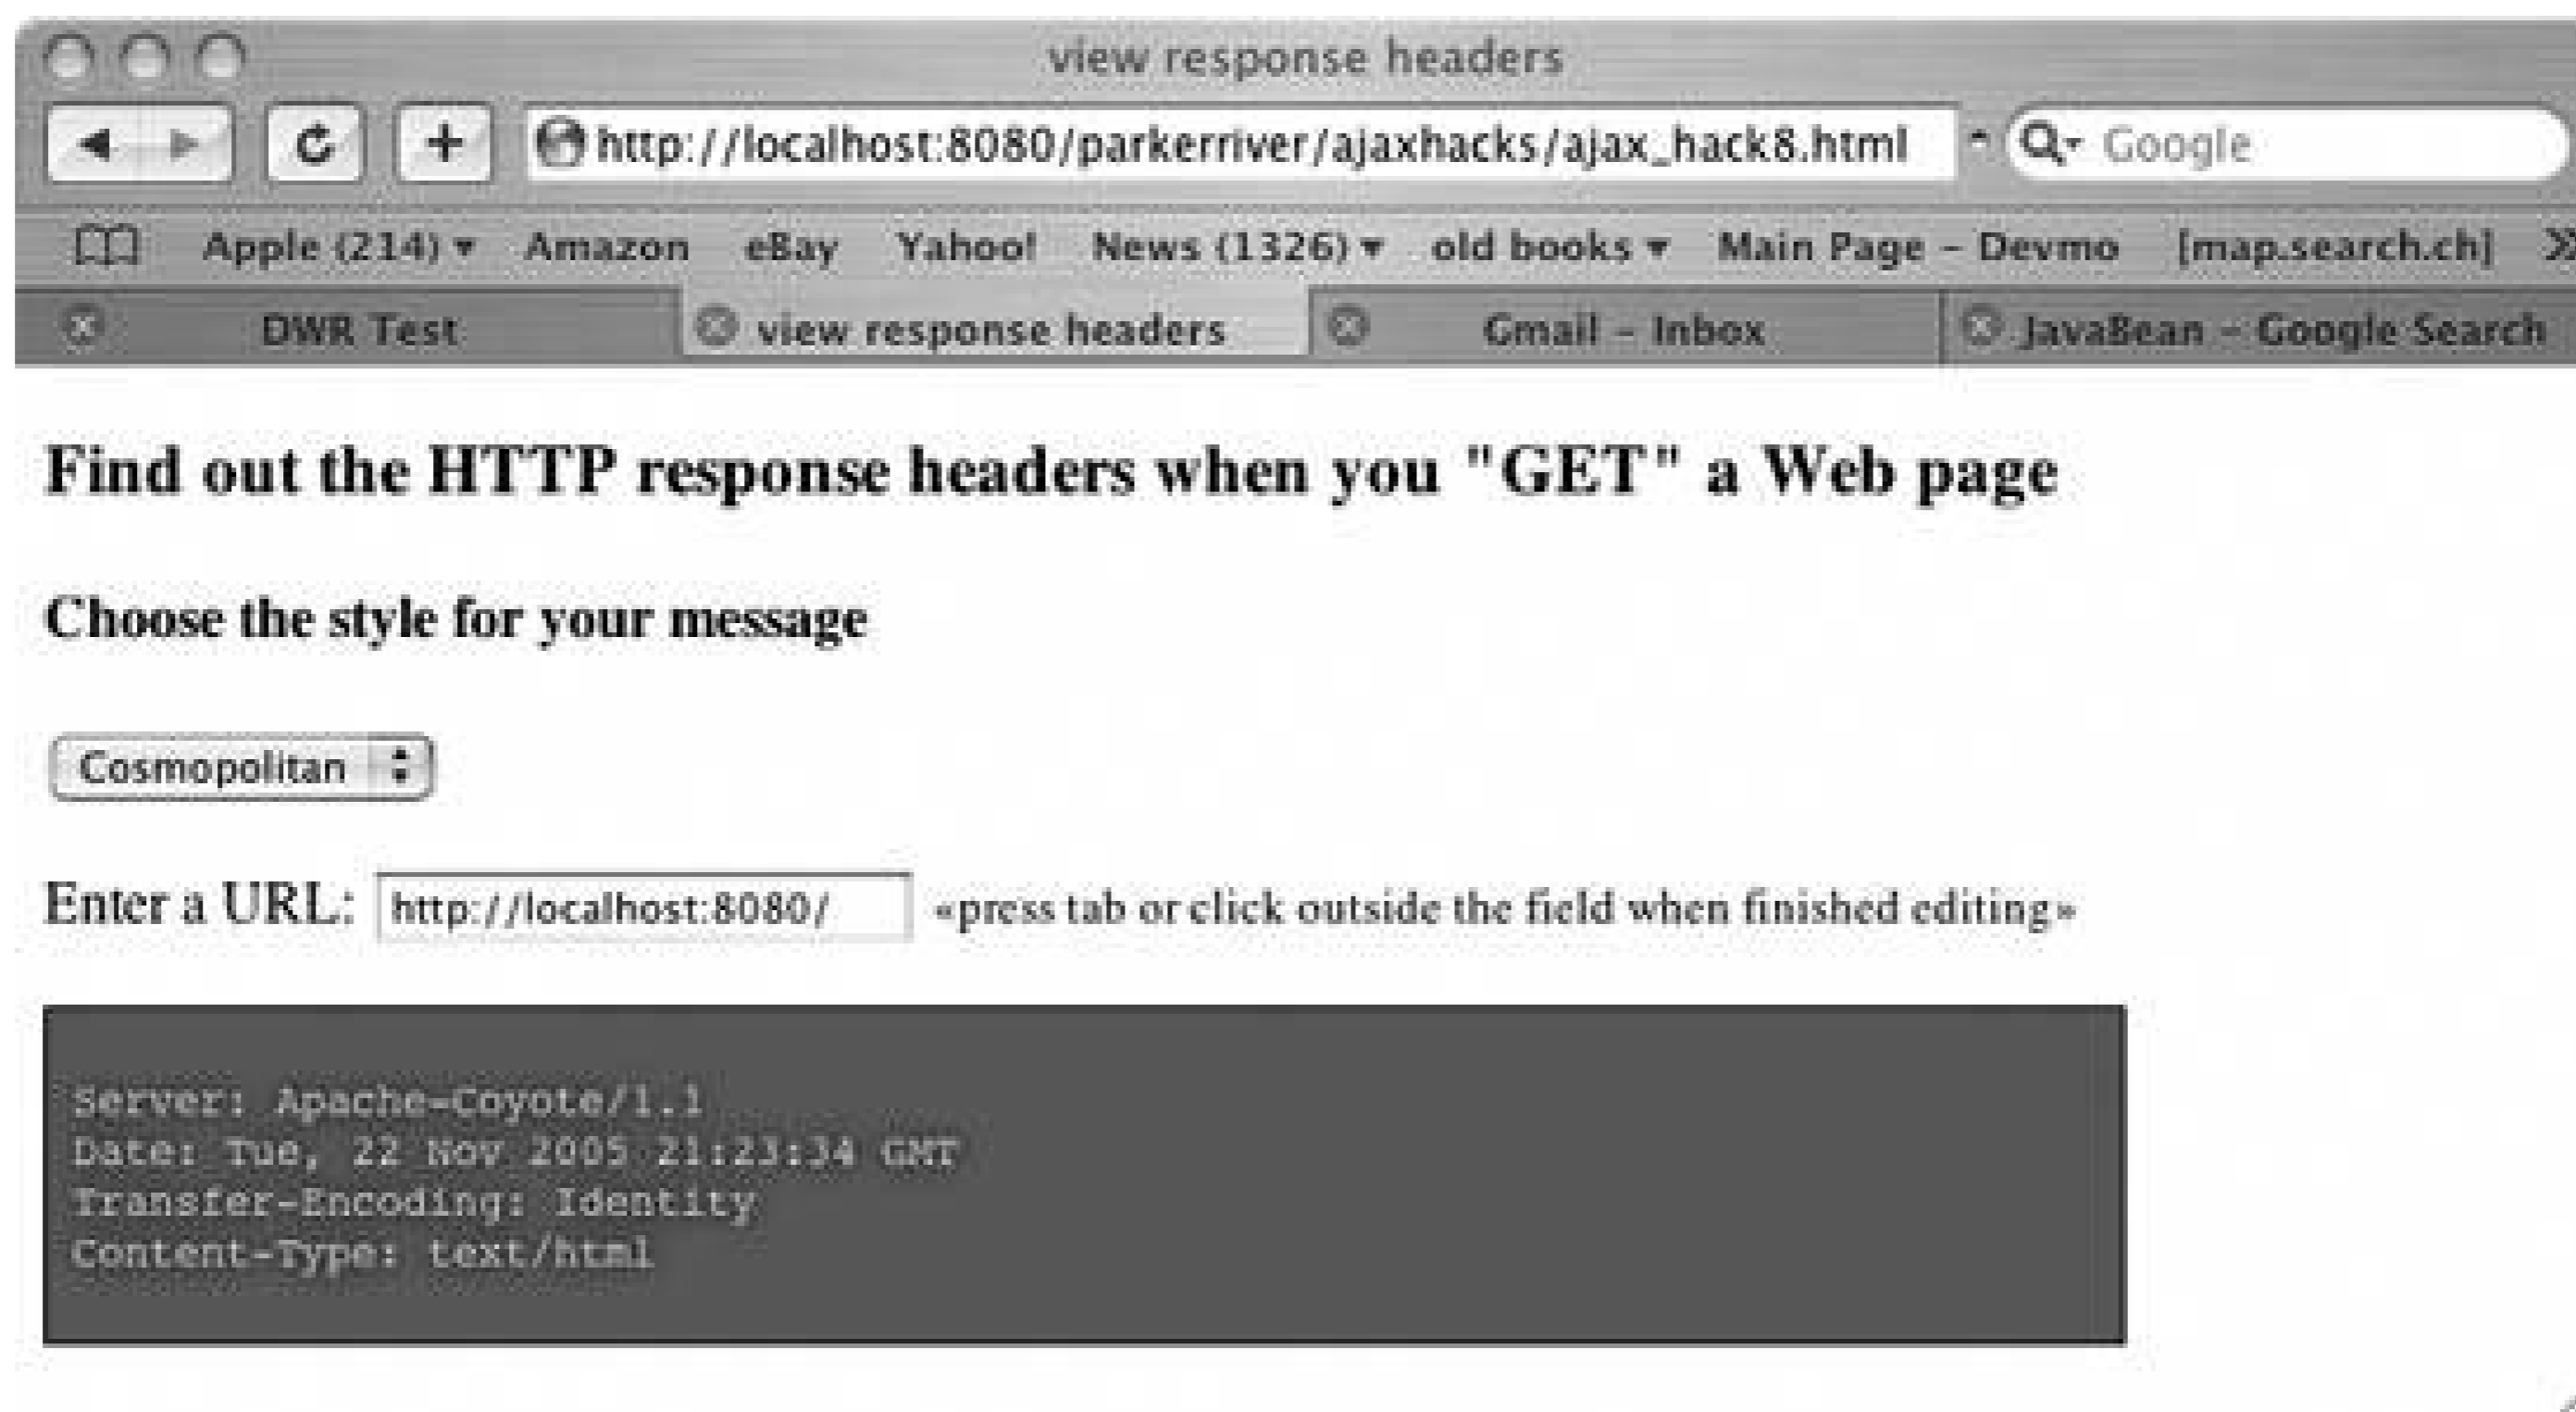 view response headers
http://localhost:8080/parkerriver/ajaxhacks/ajax_hack8.html Google
Apple (214) Amazon eBay Yahoo! News (1326) old books Main Page - Devmo [map.search.ch] »
DWR Test view response headers Gmail - Inbox JavaBean - Google Search
Find out the HTTP response headers when you "GET" a Web page
Choose the style for your message
Cosmopolitan
Enter a URL: http://localhost:8080/ «press tab or click outside the field when finished editing»
Server: Apache-Coyote/1.1
Date: Tue, 22 Nov 2005 21:23:34 GMT
Transfer-Encoding: Identity
Content-Type: text/html